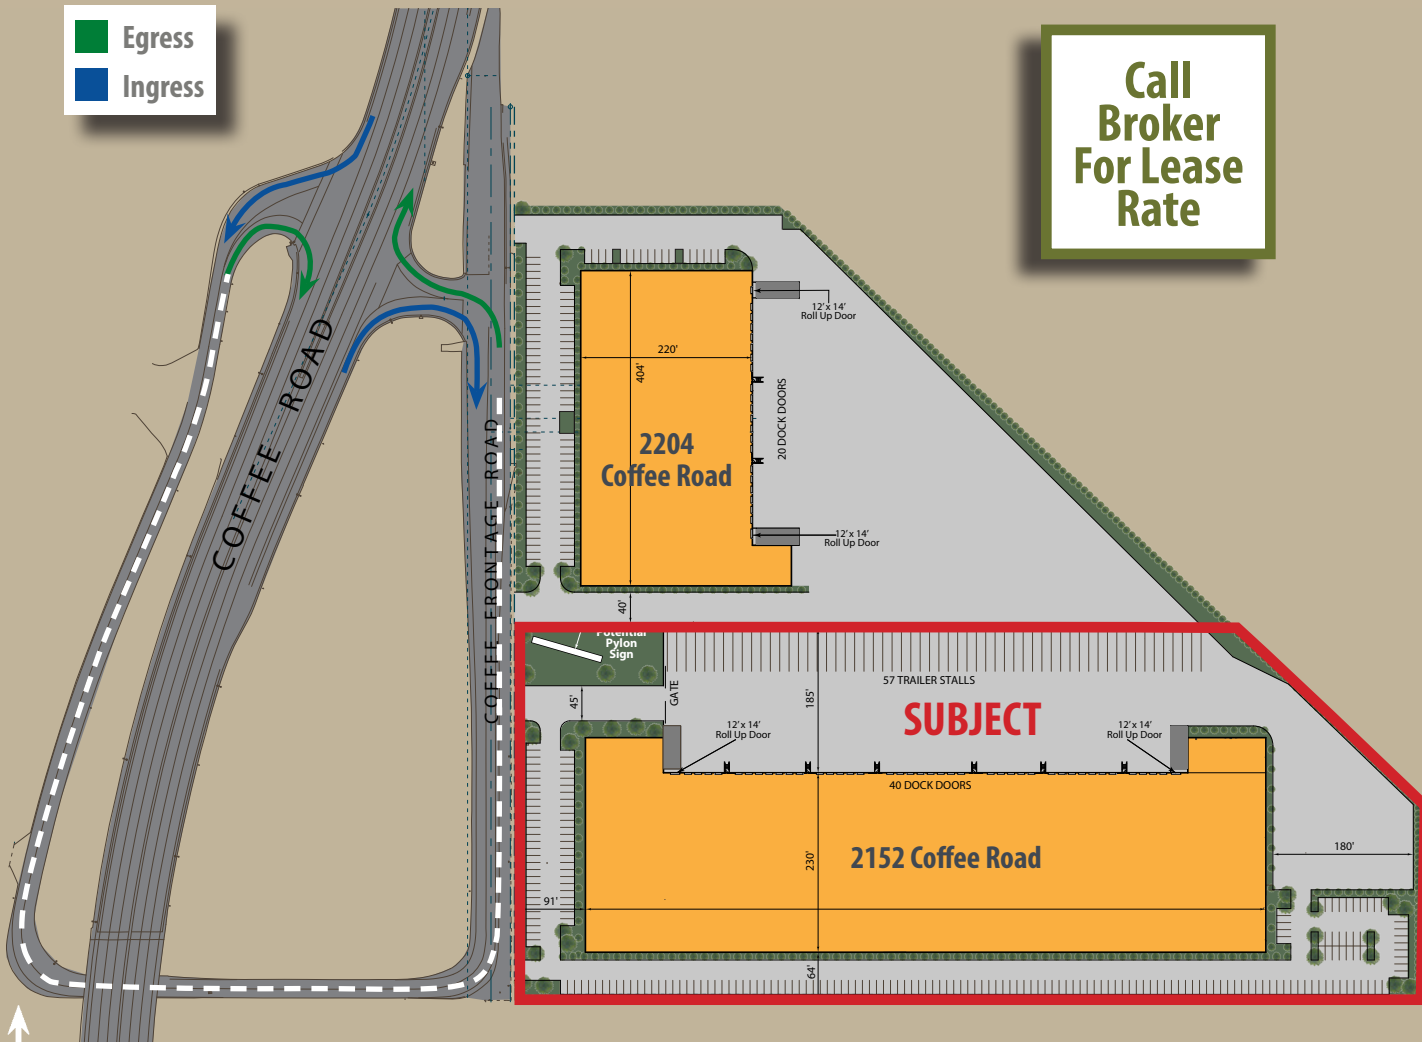 Egress
Ingress
Call
Broker
For Lease
Rate
12' x 14'
Roll Up Door
220'
404'
20 DOCK DOORS
2204
Coffee Road
12' x 14'
Roll Up Door
COFFEE ROAD
COFFEE FRONTAGE ROAD
40'
Potential
Pylon
Sign
57 TRAILER STALLS
45'
GATE
185'
SUBJECT
12' x 14'
Roll Up Door
12' x 14'
Roll Up Door
40 DOCK DOORS
2152 Coffee Road
230'
180'
91'
64'